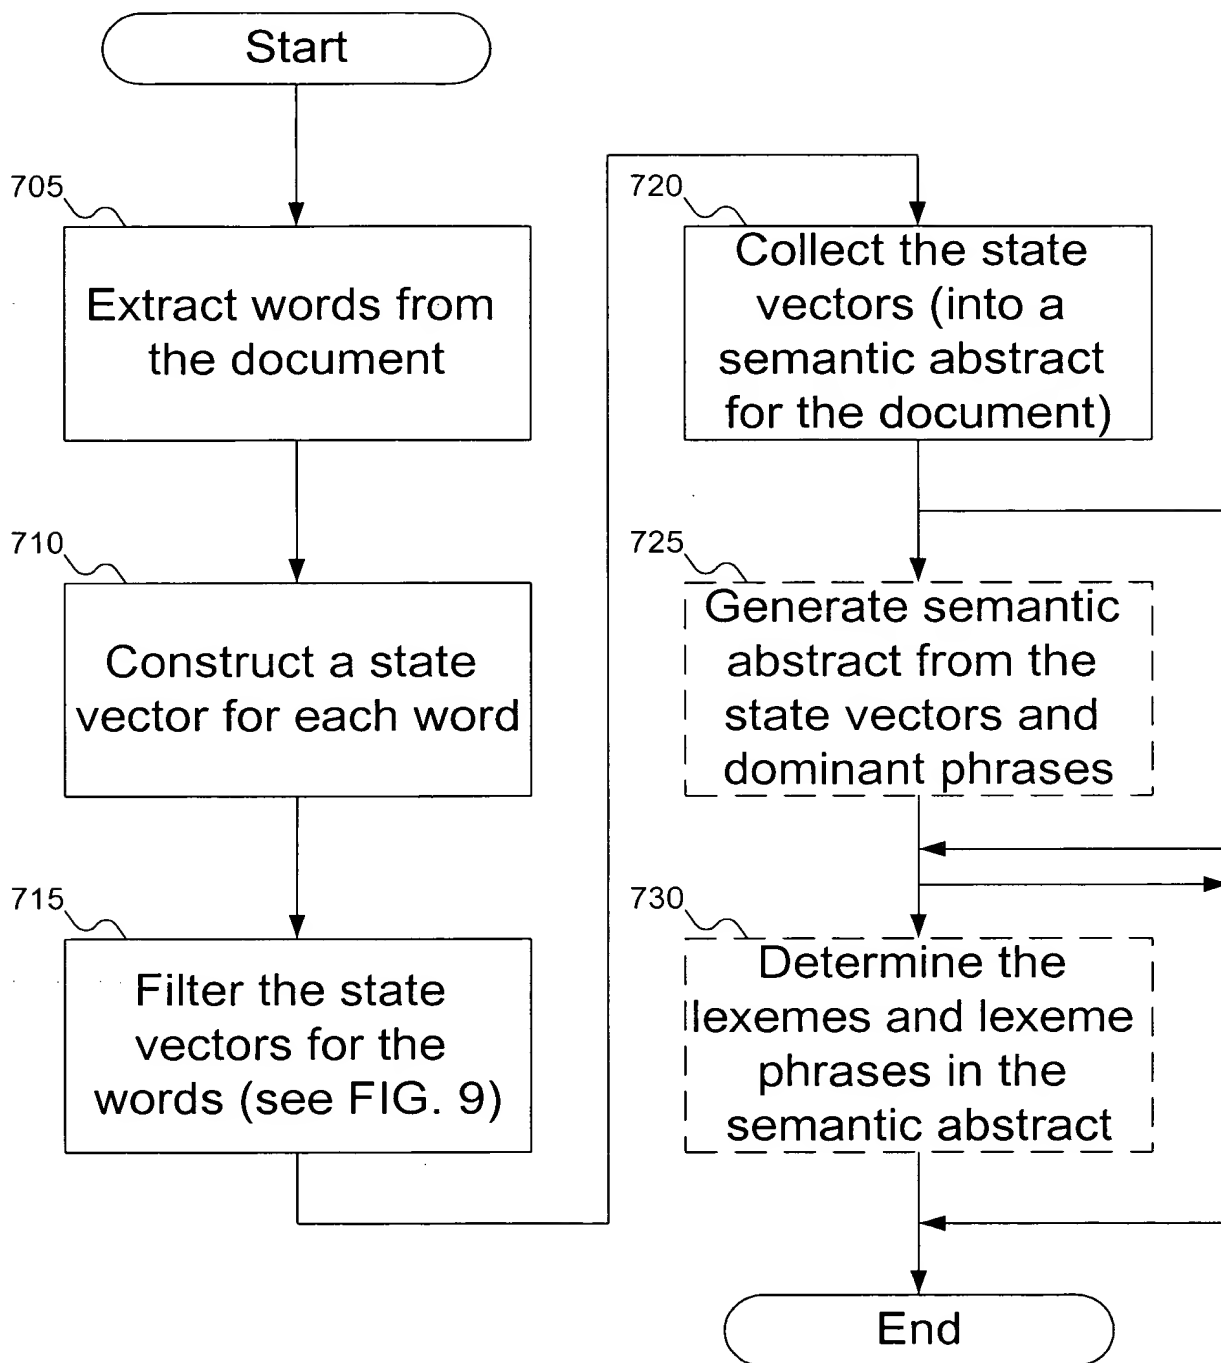 Start
705
Extract words from
the document
710
Construct a state
vector for each word
715
Filter the state
vectors for the
words (see FIG. 9)
720
Collect the state
vectors (into a
semantic abstract
for the document)
725
Generate semantic
abstract from the
state vectors and
dominant phrases
730
Determine the
lexemes and lexeme
phrases in the
semantic abstract
End